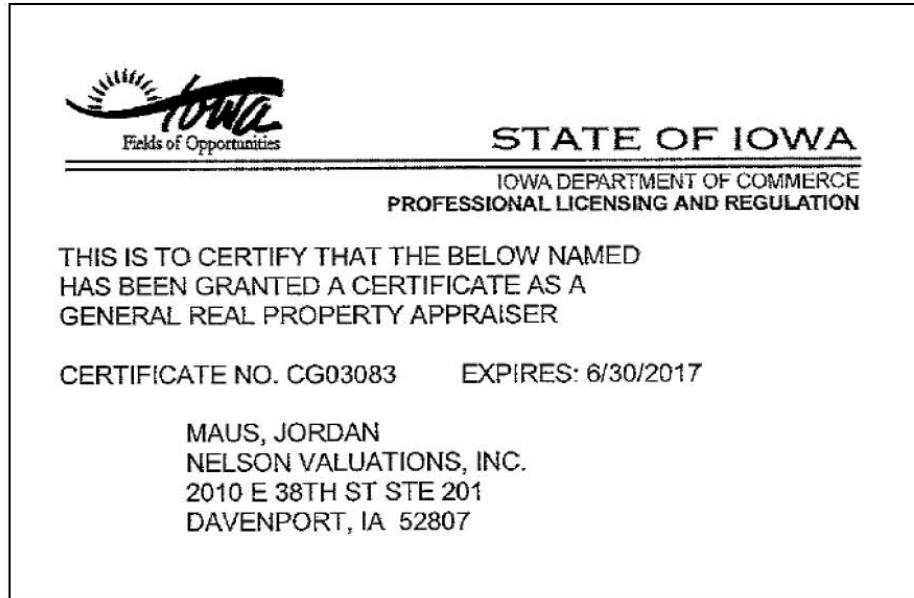 Iowa
Fields of Opportunities
STATE OF IOWA
IOWA DEPARTMENT OF COMMERCE
PROFESSIONAL LICENSING AND REGULATION
THIS IS TO CERTIFY THAT THE BELOW NAMED
HAS BEEN GRANTED A CERTIFICATE AS A
GENERAL REAL PROPERTY APPRAISER
CERTIFICATE NO. CG03083 EXPIRES: 6/30/2017
MAUS, JORDAN
NELSON VALUATIONS, INC.
2010 E 38TH ST STE 201
DAVENPORT, IA 52807